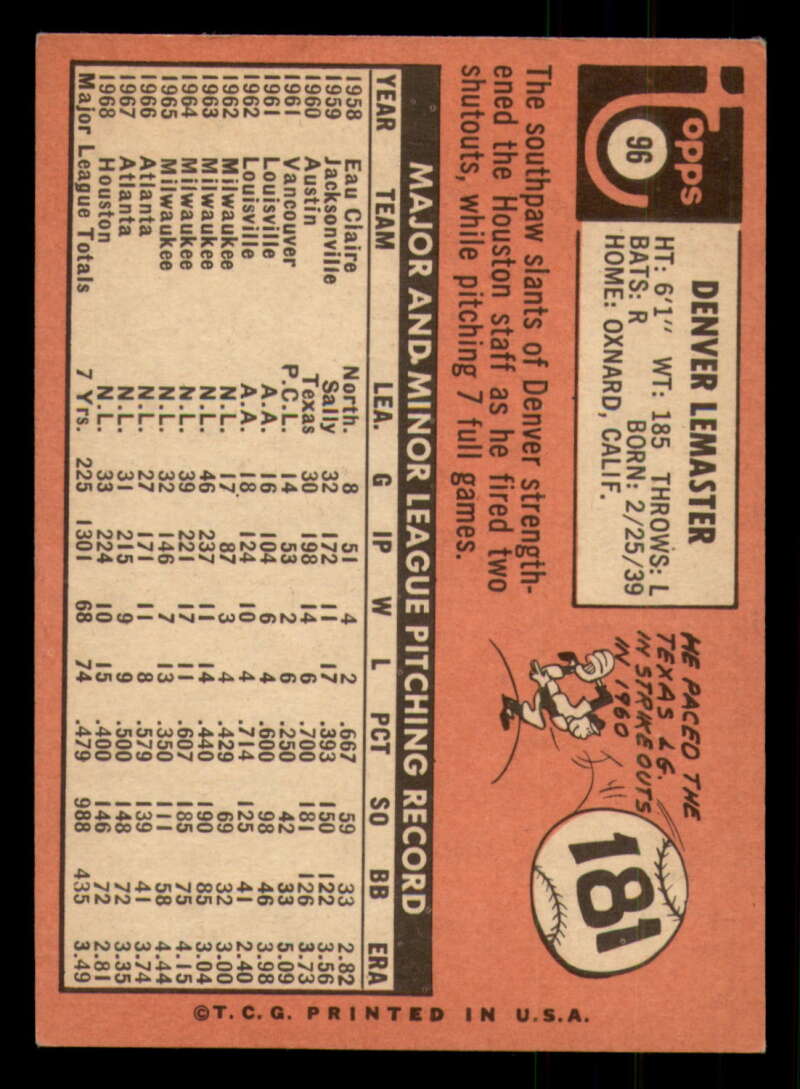 Topps
96
DENVER LEMASTER
HT: 6'1" WT: 185 THROWS: L
BATS: R BORN: 2/25/39
HOME: OXNARD, CALIF.
HE PACED THE
TEXAS LG.
IN STRIKEOUTS
IN 1960
181
The southpaw slants of Denver strength-
ened the Houston staff as he fired two
shutouts, while pitching 7 full games.
MAJOR AND MINOR LEAGUE PITCHING RECORD
YEAR TEAM LEA. G IP W L PCT SO BB ERA
1958 Eau Claire North. 8 51 4 2 .667 59 33 2.82
1959 Jacksonville Sally 32 172 11 17 .393 150 122 3.56
1960 Austin Texas 30 198 14 6 .700 181 126 3.73
1961 Vancouver P.C.L. 14 53 2 6 .250 42 33 5.09
1961 Louisville A.A. 16 104 6 4 .600 98 46 3.98
1962 Louisville A.A. 18 124 10 4 .714 125 41 2.40
1962 Milwaukee N.L. 17 87 3 4 .429 69 32 3.00
1963 Milwaukee N.L. 46 237 11 14 .440 190 85 3.04
1964 Milwaukee N.L. 39 221 17 11 .607 185 75 4.15
1965 Milwaukee N.L. 32 146 7 13 .350 111 58 4.44
1966 Atlanta N.L. 27 171 11 8 .579 139 41 3.74
1967 Atlanta N.L. 31 215 9 9 .500 148 72 3.35
1968 Houston N.L. 33 224 10 15 .400 146 72 2.81
Major League Totals 7 Yrs. 225 1301 68 74 .479 988 435 3.49
©T.C.G. PRINTED IN U.S.A.